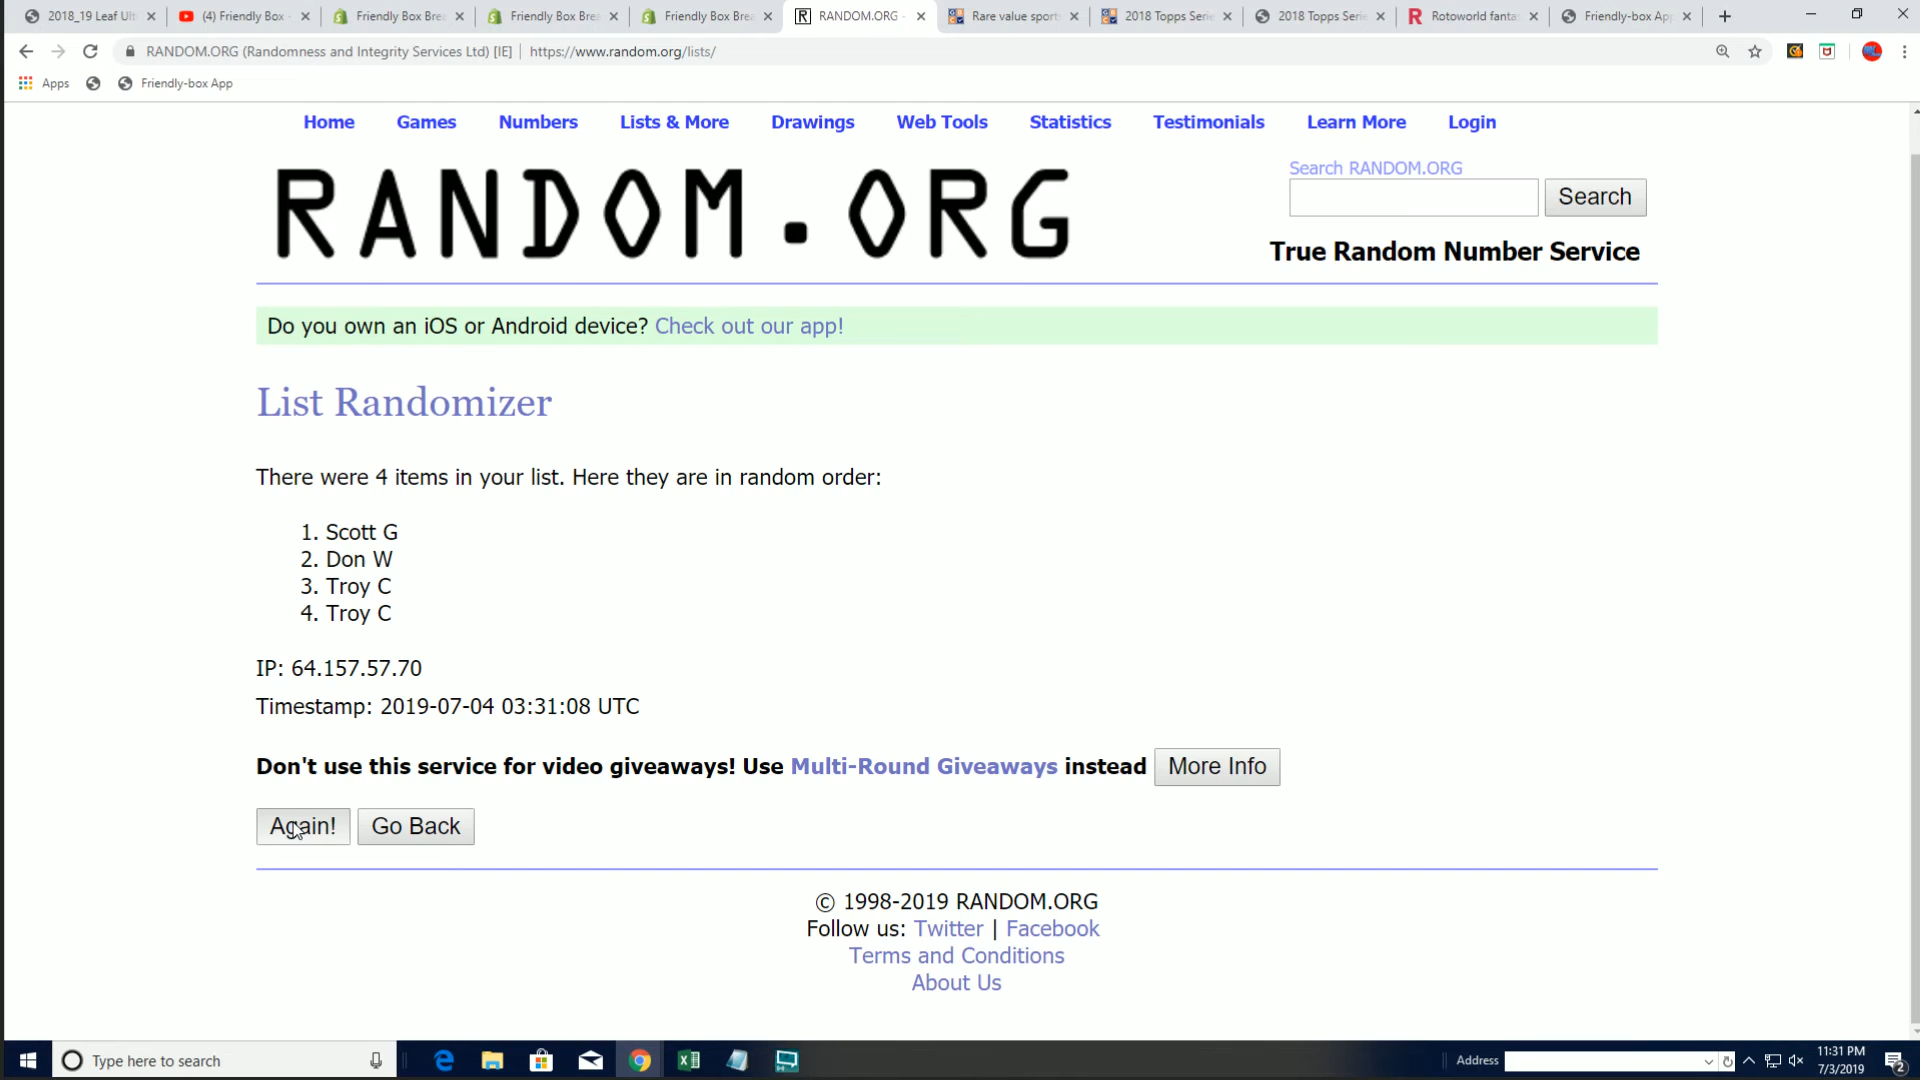 2018_19 Leaf Ulti
(4) Friendly Box -
Friendly Box Brea
Friendly Box Brea
Friendly Box Brea
RANDOM.ORG -
Rare value sport
2018 Topps Serie
2018 Topps Serie
Rotoworld fanta
Friendly-box App
RANDOM.ORG (Randomness and Integrity Services Ltd) [IE] | https://www.random.org/lists/
Apps
Friendly-box App
Home Games Numbers Lists & More Drawings Web Tools Statistics Testimonials Learn More Login
RANDOM.ORG
Search RANDOM.ORG
Search
True Random Number Service
Do you own an iOS or Android device? Check out our app!
List Randomizer
There were 4 items in your list. Here they are in random order:
1. Scott G
2. Don W
3. Troy C
4. Troy C
IP: 64.157.57.70
Timestamp: 2019-07-04 03:31:08 UTC
Don't use this service for video giveaways! Use Multi-Round Giveaways instead More Info
Again! Go Back
© 1998-2019 RANDOM.ORG
Follow us: Twitter | Facebook
Terms and Conditions
About Us
Type here to search
Address
11:31 PM
7/3/2019
2